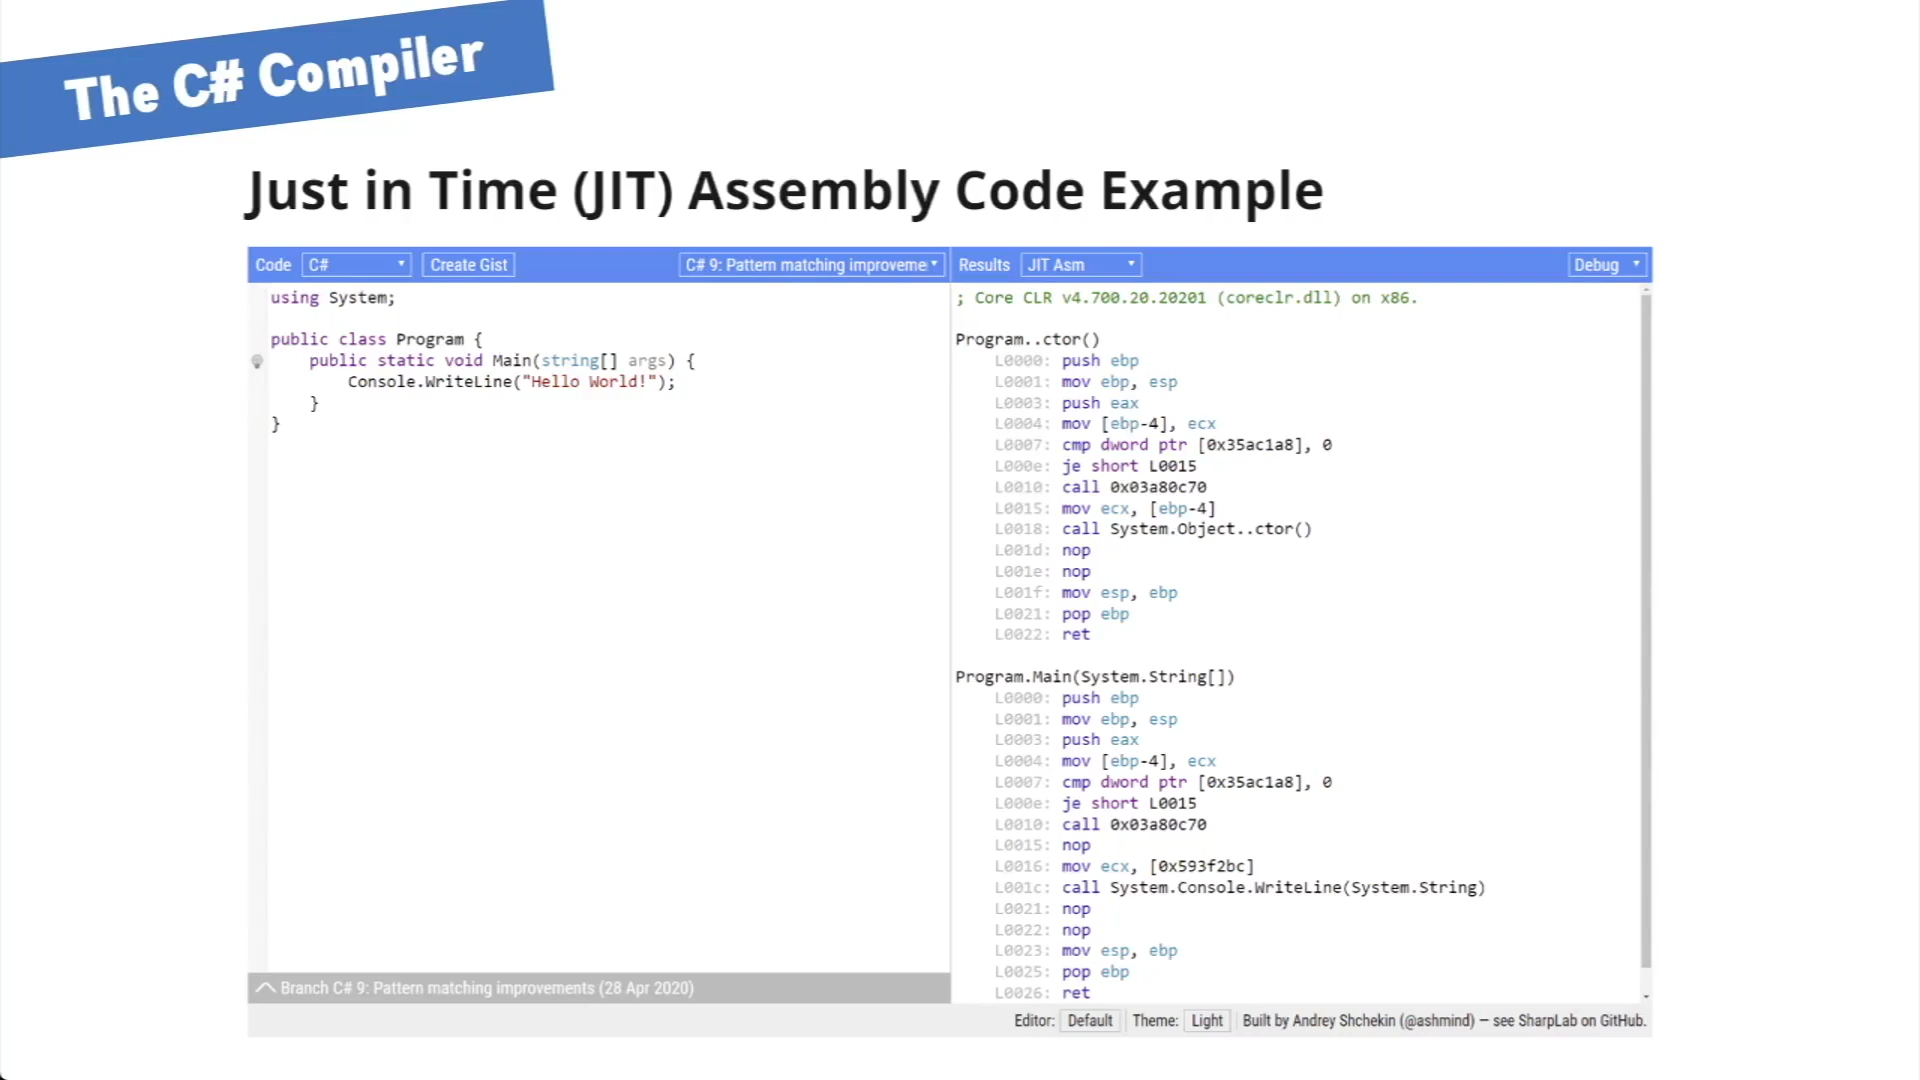 The C# Compiler
Just in Time (JIT) Assembly Code Example
Code C# Create Gist C# 9: Pattern matching improveme
Results JIT Asm Debug
using System;
public class Program {
public static void Main(string[] args) {
Console.WriteLine("Hello World!");
}
}
Branch C# 9: Pattern matching improvements (28 Apr 2020)
; Core CLR v4.700.20.20201 (coreclr.dll) on x86.
Program..ctor()
L0000: push ebp
L0001: mov ebp, esp
L0003: push eax
L0004: mov [ebp-4], ecx
L0007: cmp dword ptr [0x35ac1a8], 0
L000e: je short L0015
L0010: call 0x03a80c70
L0015: mov ecx, [ebp-4]
L0018: call System.Object..ctor()
L001d: nop
L001e: nop
L001f: mov esp, ebp
L0021: pop ebp
L0022: ret
Program.Main(System.String[])
L0000: push ebp
L0001: mov ebp, esp
L0003: push eax
L0004: mov [ebp-4], ecx
L0007: cmp dword ptr [0x35ac1a8], 0
L000e: je short L0015
L0010: call 0x03a80c70
L0015: nop
L0016: mov ecx, [0x593f2bc]
L001c: call System.Console.WriteLine(System.String)
L0021: nop
L0022: nop
L0023: mov esp, ebp
L0025: pop ebp
L0026: ret
Editor: Default Theme: Light Built by Andrey Shchekin (@ashmind) — see SharpLab on GitHub.